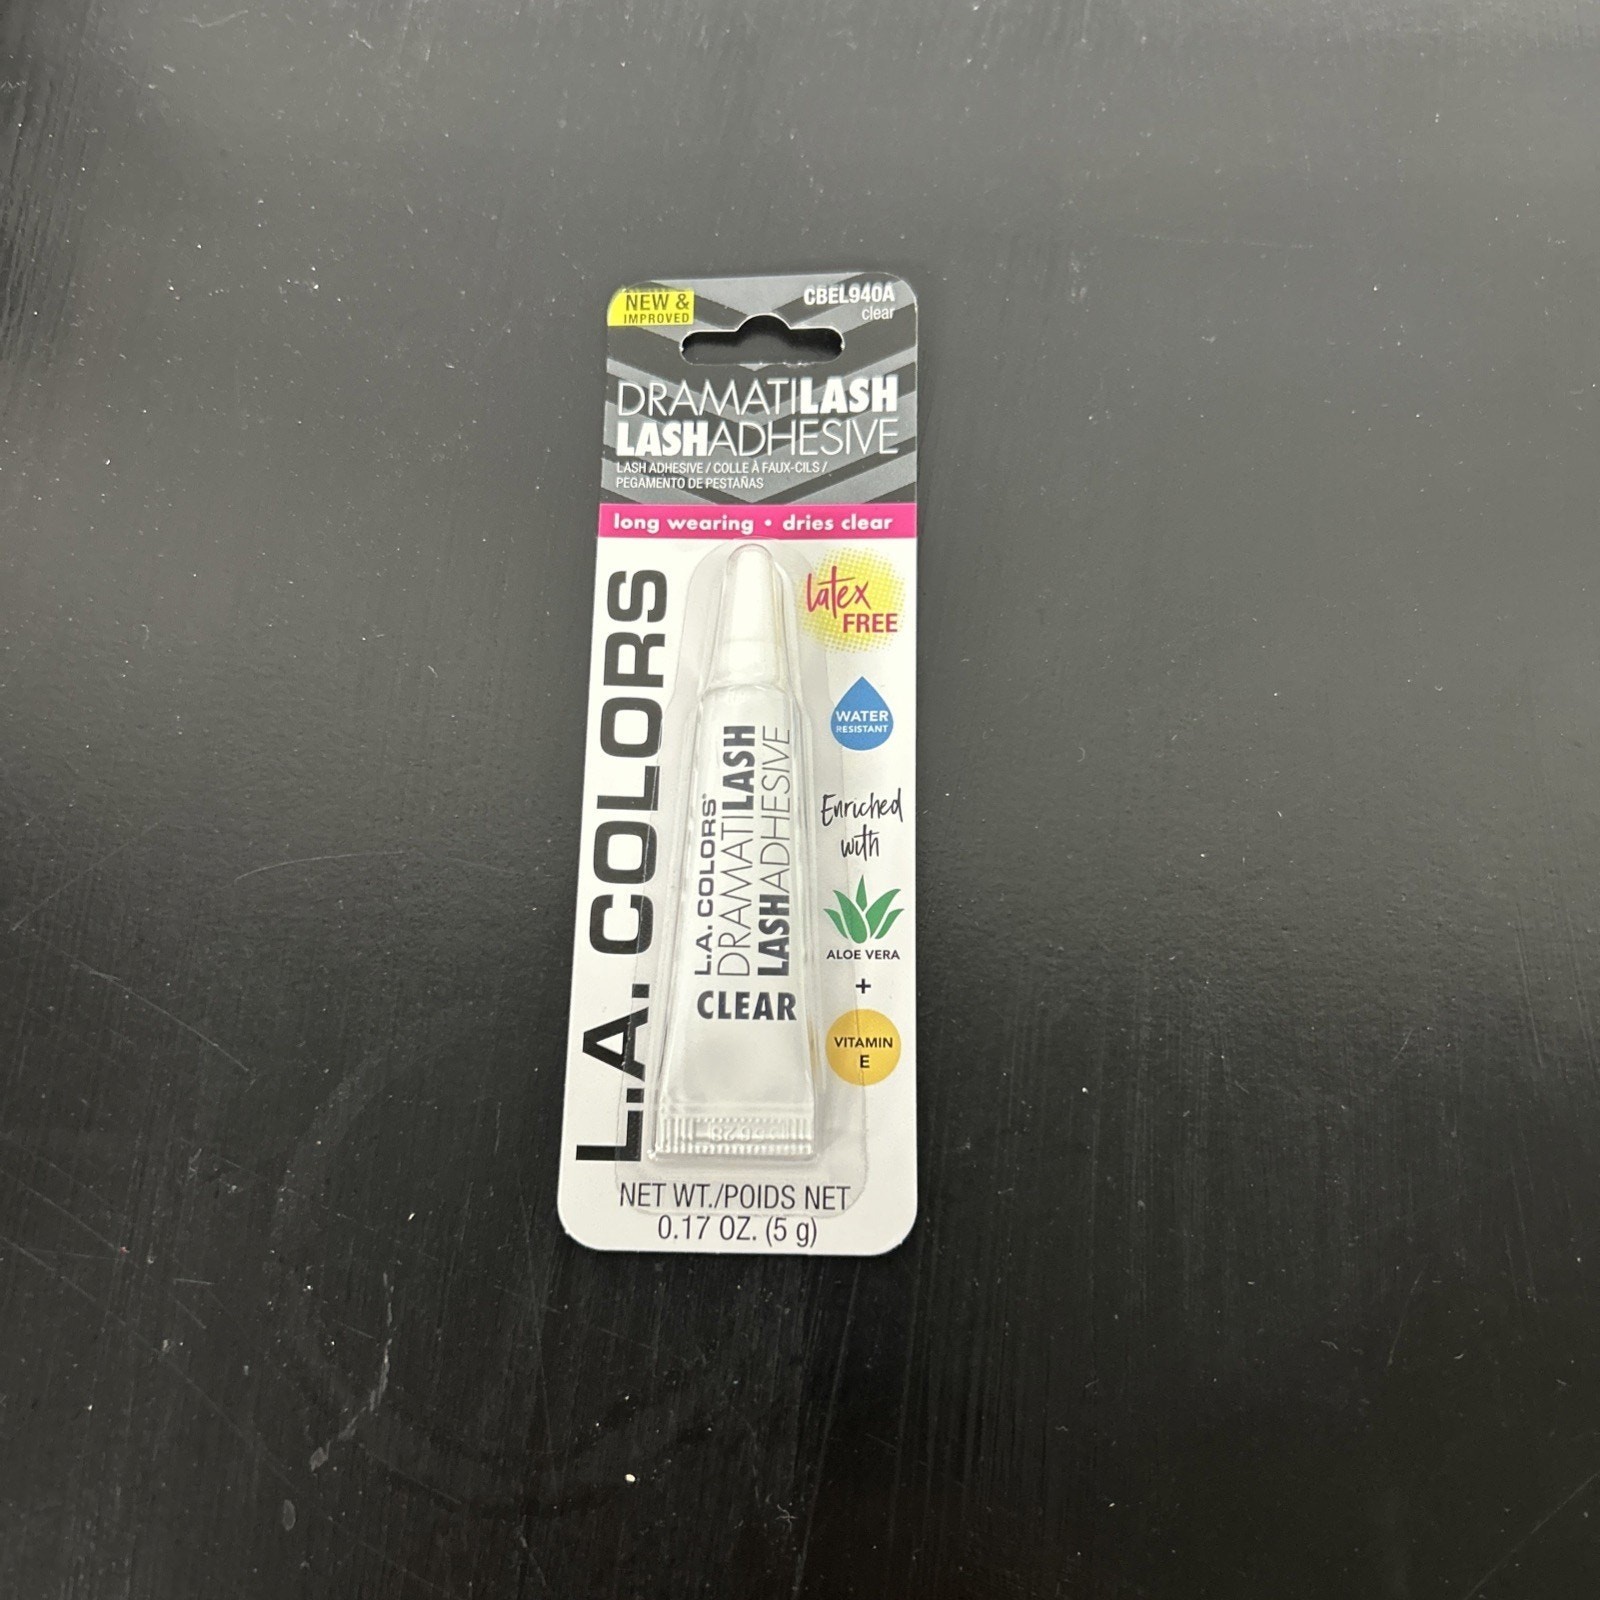 NEW &
IMPROVED
CBEL940A
clear
DRAMATILASH
LASHADHESIVE
LASH ADHESIVE / COLLE À FAUX-CILS /
PEGAMENTO DE PESTAÑAS
long wearing • dries clear
L.A. COLORS
latex
FREE
WATER
RESISTANT
Enriched
with
ALOE VERA
+
VITAMIN
E
L.A. COLORS®
DRAMATILASH
LASHADHESIVE
CLEAR
NET WT./POIDS NET
0.17 OZ. (5 g)